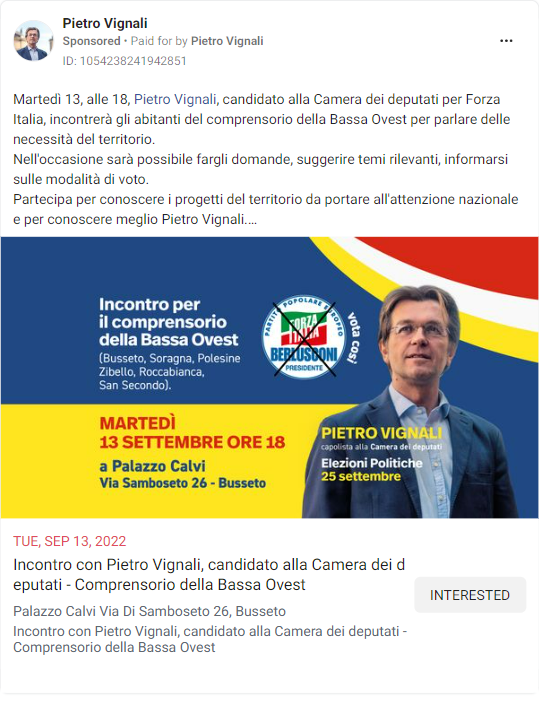 Pietro Vignali
Sponsored • Paid for by Pietro Vignali
ID: 1054238241942851
Martedì 13, alle 18, Pietro Vignali, candidato alla Camera dei deputati per Forza
Italia, incontrerà gli abitanti del comprensorio della Bassa Ovest per parlare delle
necessità del territorio.
Nell'occasione sarà possibile fargli domande, suggerire temi rilevanti, informarsi
sulle modalità di voto.
Partecipa per conoscere i progetti del territorio da portare all'attenzione nazionale
e per conoscere meglio Pietro Vignali....
Incontro per
il comprensorio
della Bassa Ovest
(Busseto, Soragna, Polesine
Zibello, Roccabianca,
San Secondo).
PARTITO POPOLARE EUROPEO
FORZA
ITALIA
BERLUSCONI
PRESIDENTE
vota così
MARTEDÌ
13 SETTEMBRE ORE 18
a Palazzo Calvi
Via Samboseto 26 - Busseto
PIETRO VIGNALI
capolista alla Camera dei deputati
Elezioni Politiche
25 settembre
TUE, SEP 13, 2022
Incontro con Pietro Vignali, candidato alla Camera dei d
eputati - Comprensorio della Bassa Ovest
INTERESTED
Palazzo Calvi Via Di Samboseto 26, Busseto
Incontro con Pietro Vignali, candidato alla Camera dei deputati -
Comprensorio della Bassa Ovest